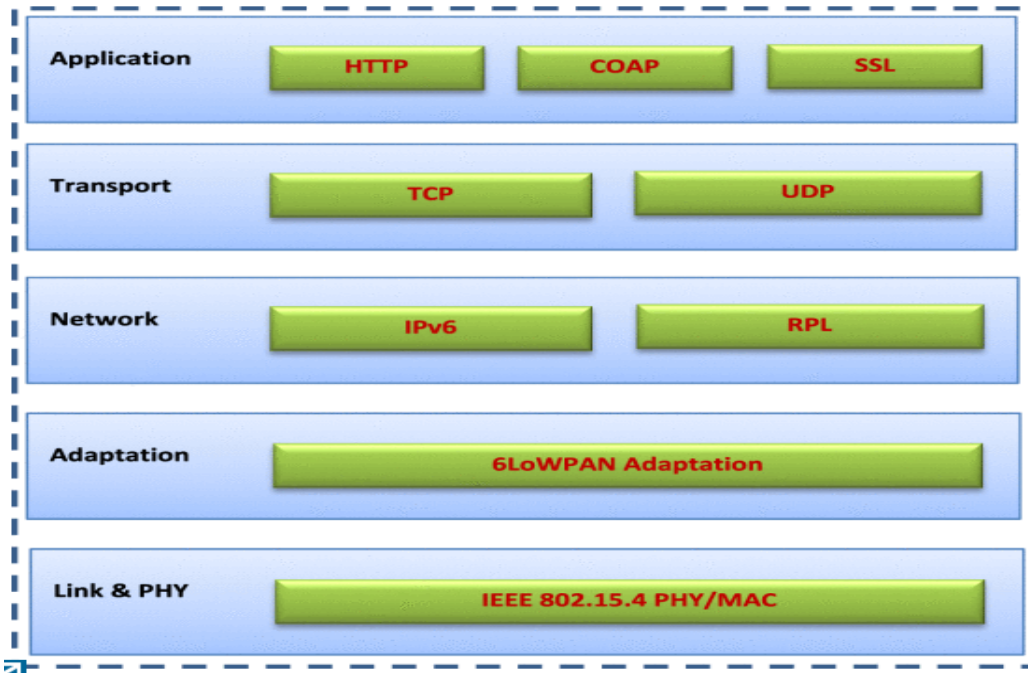 Application
HTTP
COAP
SSL
Transport
TCP
UDP
Network
IPv6
RPL
Adaptation
6LoWPAN Adaptation
Link & PHY
IEEE 802.15.4 PHY/MAC